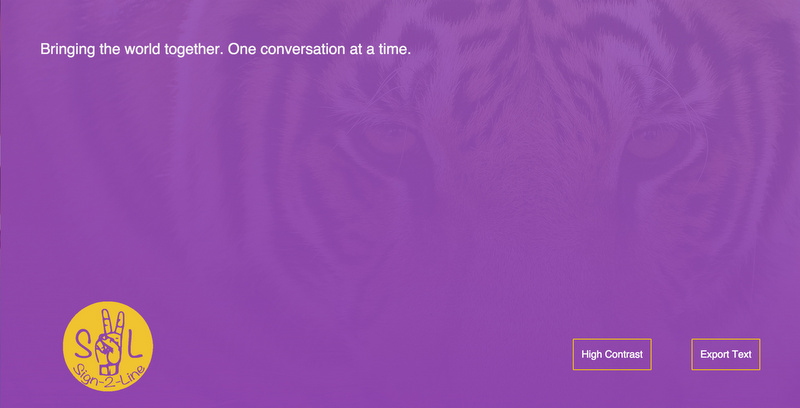 Bringing the world together. One conversation at a time.
S L
Sign-2-Line
High Contrast
Export Text